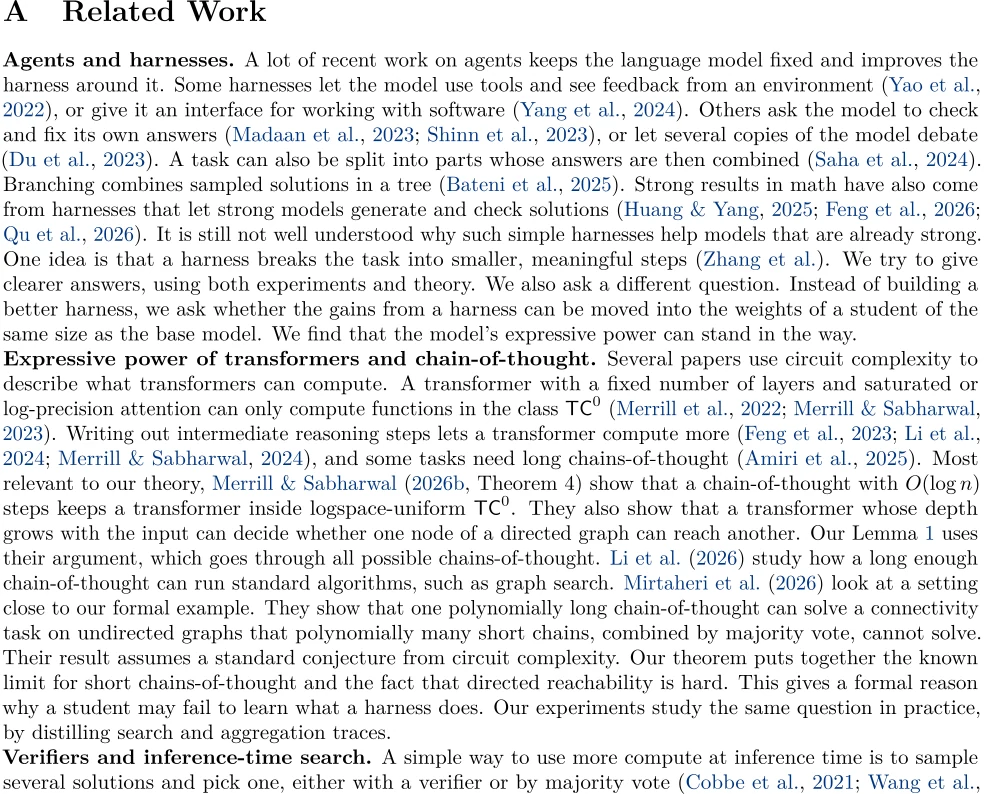 A Related Work
Agents and harnesses. A lot of recent work on agents keeps the language model fixed and improves the
harness around it. Some harnesses let the model use tools and see feedback from an environment (Yao et al.,
2022), or give it an interface for working with software (Yang et al., 2024). Others ask the model to check
and fix its own answers (Madaan et al., 2023; Shinn et al., 2023), or let several copies of the model debate
(Du et al., 2023). A task can also be split into parts whose answers are then combined (Saha et al., 2024).
Branching combines sampled solutions in a tree (Bateni et al., 2025). Strong results in math have also come
from harnesses that let strong models generate and check solutions (Huang & Yang, 2025; Feng et al., 2026;
Qu et al., 2026). It is still not well understood why such simple harnesses help models that are already strong.
One idea is that a harness breaks the task into smaller, meaningful steps (Zhang et al.). We try to give
clearer answers, using both experiments and theory. We also ask a different question. Instead of building a
better harness, we ask whether the gains from a harness can be moved into the weights of a student of the
same size as the base model. We find that the model's expressive power can stand in the way.
Expressive power of transformers and chain-of-thought. Several papers use circuit complexity to
describe what transformers can compute. A transformer with a fixed number of layers and saturated or
log-precision attention can only compute functions in the class TC⁰ (Merrill et al., 2022; Merrill & Sabharwal,
2023). Writing out intermediate reasoning steps lets a transformer compute more (Feng et al., 2023; Li et al.,
2024; Merrill & Sabharwal, 2024), and some tasks need long chains-of-thought (Amiri et al., 2025). Most
relevant to our theory, Merrill & Sabharwal (2026b, Theorem 4) show that a chain-of-thought with O(log n)
steps keeps a transformer inside logspace-uniform TC⁰. They also show that a transformer whose depth
grows with the input can decide whether one node of a directed graph can reach another. Our Lemma 1 uses
their argument, which goes through all possible chains-of-thought. Li et al. (2026) study how a long enough
chain-of-thought can run standard algorithms, such as graph search. Mirtaheri et al. (2026) look at a setting
close to our formal example. They show that one polynomially long chain-of-thought can solve a connectivity
task on undirected graphs that polynomially many short chains, combined by majority vote, cannot solve.
Their result assumes a standard conjecture from circuit complexity. Our theorem puts together the known
limit for short chains-of-thought and the fact that directed reachability is hard. This gives a formal reason
why a student may fail to learn what a harness does. Our experiments study the same question in practice,
by distilling search and aggregation traces.
Verifiers and inference-time search. A simple way to use more compute at inference time is to sample
several solutions and pick one, either with a verifier or by majority vote (Cobbe et al., 2021; Wang et al.,